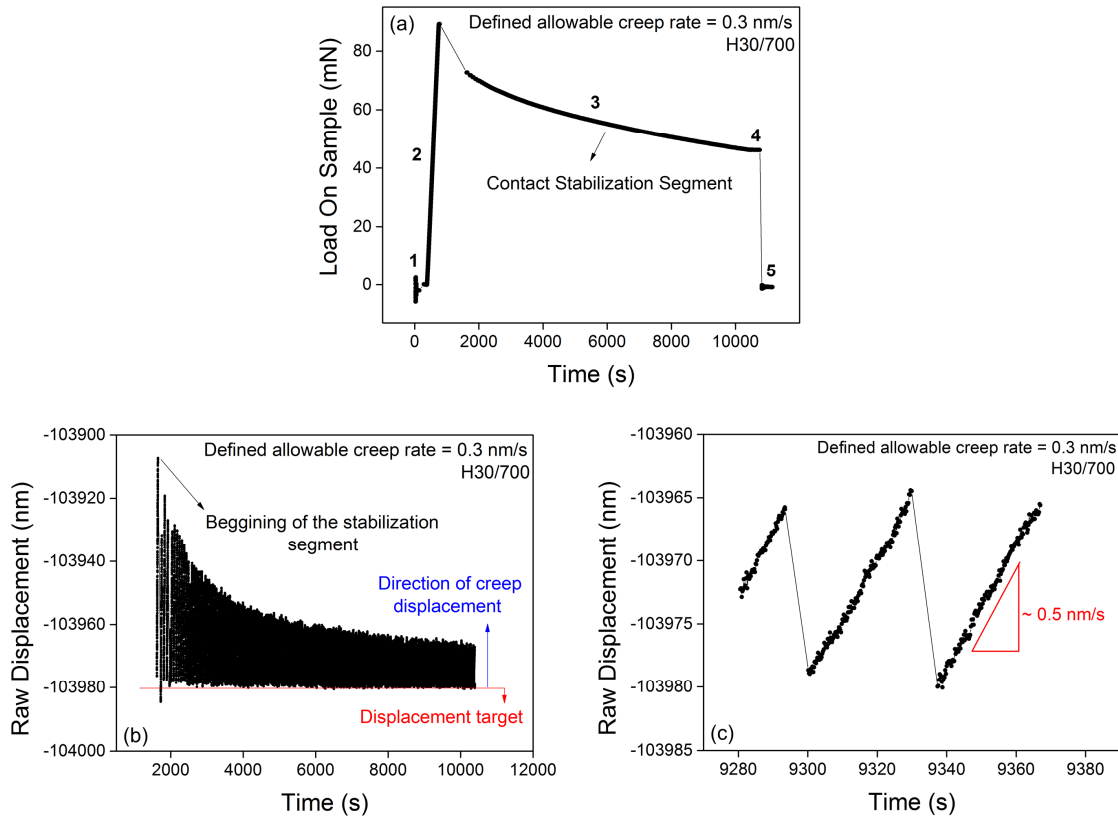 (a)
Defined allowable creep rate = 0.3 nm/s
H30/700
Load On Sample (mN)
80
60
40
20
0
1
2
3
4
5
Contact Stabilization Segment
0
2000
4000
6000
8000
10000
Time (s)
-103900
-103920
-103940
-103960
-103980
-104000
Raw Displacement (nm)
Defined allowable creep rate = 0.3 nm/s
H30/700
Beggining of the stabilization
segment
Direction of creep
displacement
Displacement target
(b)
2000
4000
6000
8000
10000
12000
Time (s)
-103960
-103965
-103970
-103975
-103980
-103985
Raw Displacement (nm)
Defined allowable creep rate = 0.3 nm/s
H30/700
~ 0.5 nm/s
(c)
9280
9300
9320
9340
9360
9380
Time (s)